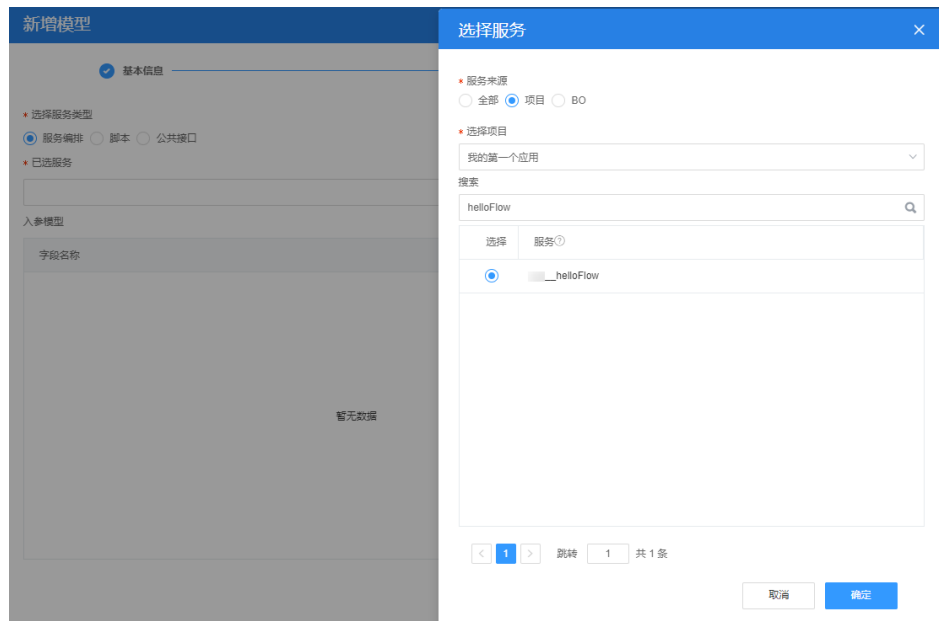 新增模型
基本信息
* 选择服务类型
服务编排 脚本 公共接口
* 已选服务
入参模型
字段名称
暂无数据
选择服务
* 服务来源
全部 项目 BO
* 选择项目
我的第一个应用
搜索
helloFlow
选择 服务
__helloFlow
1 跳转 1 共 1 条
取消 确定